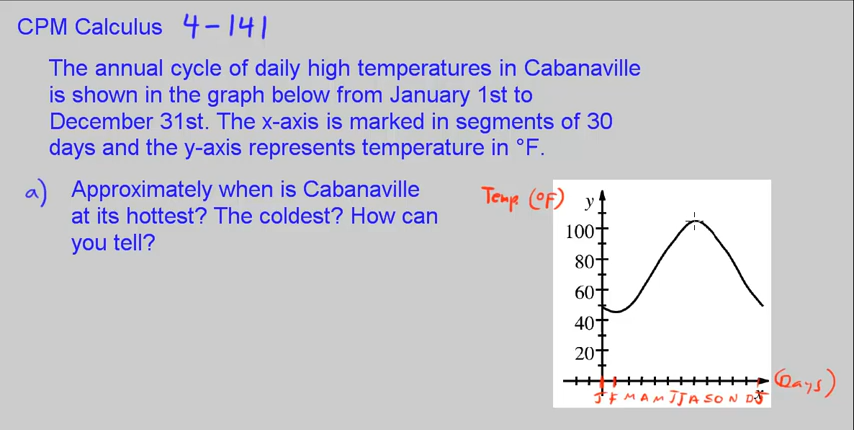 CPM Calculus 4-141
The annual cycle of daily high temperatures in Cabanaville
is shown in the graph below from January 1st to
December 31st. The x-axis is marked in segments of 30
days and the y-axis represents temperature in °F.
a) Approximately when is Cabanaville
at its hottest? The coldest? How can
you tell?
Temp. (°F)
y
100
80
60
40
20
(Days)
x
J F M A M J J A S O N D J